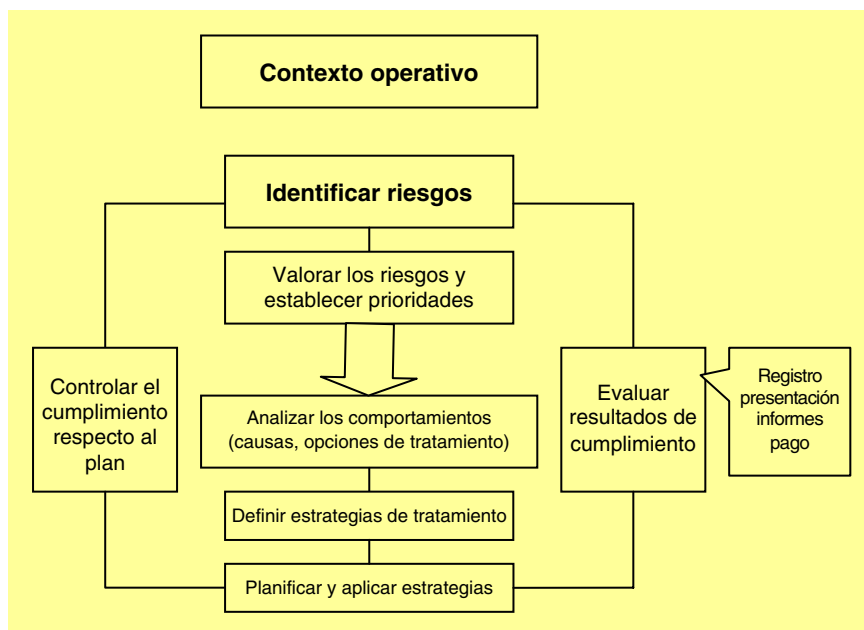 Contexto operativo
Identificar riesgos
Valorar los riesgos y
establecer prioridades
Controlar el
cumplimiento
respecto al
plan
Analizar los comportamientos
(causas, opciones de tratamiento)
Evaluar
resultados de
cumplimiento
Registro
presentación
informes
pago
Definir estrategias de tratamiento
Planificar y aplicar estrategias